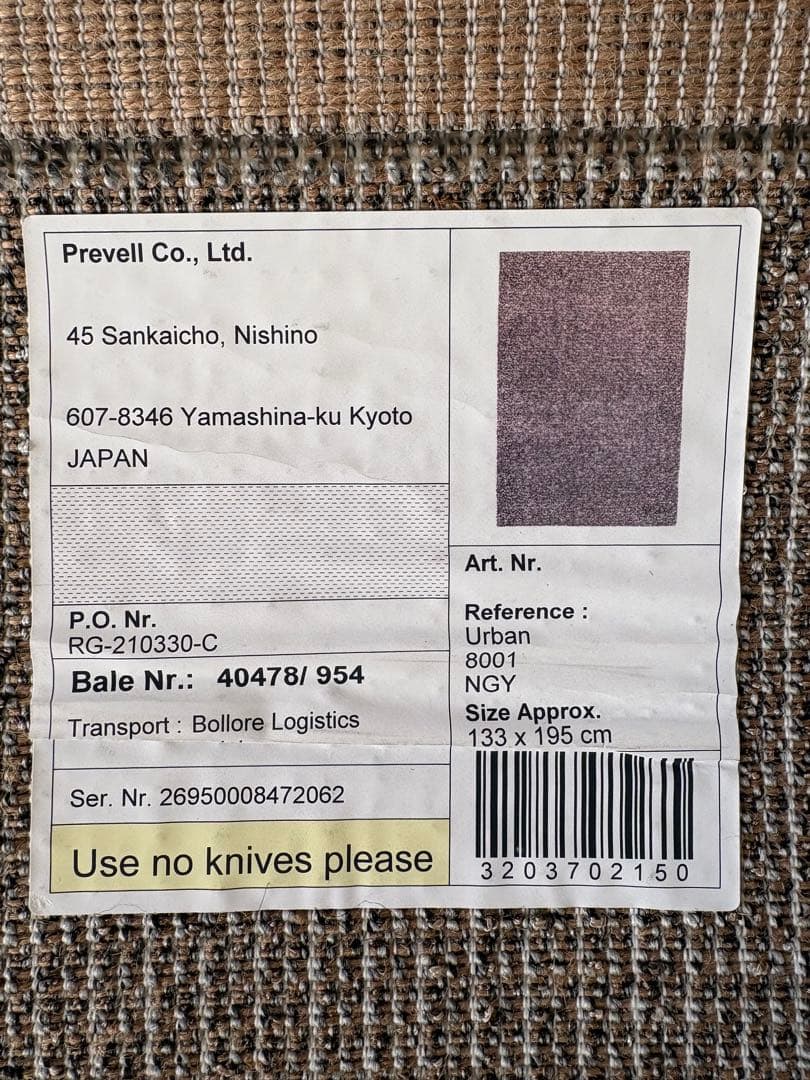 Prevell Co., Ltd.
45 Sankaicho, Nishino
607-8346 Yamashina-ku Kyoto
JAPAN
P.O. Nr.
RG-210330-C
Bale Nr.: 40478/ 954
Transport : Bollore Logistics
Ser. Nr. 26950008472062
Use no knives please
Art. Nr.
Reference :
Urban
8001
NGY
Size Approx.
133 x 195 cm
3203702150